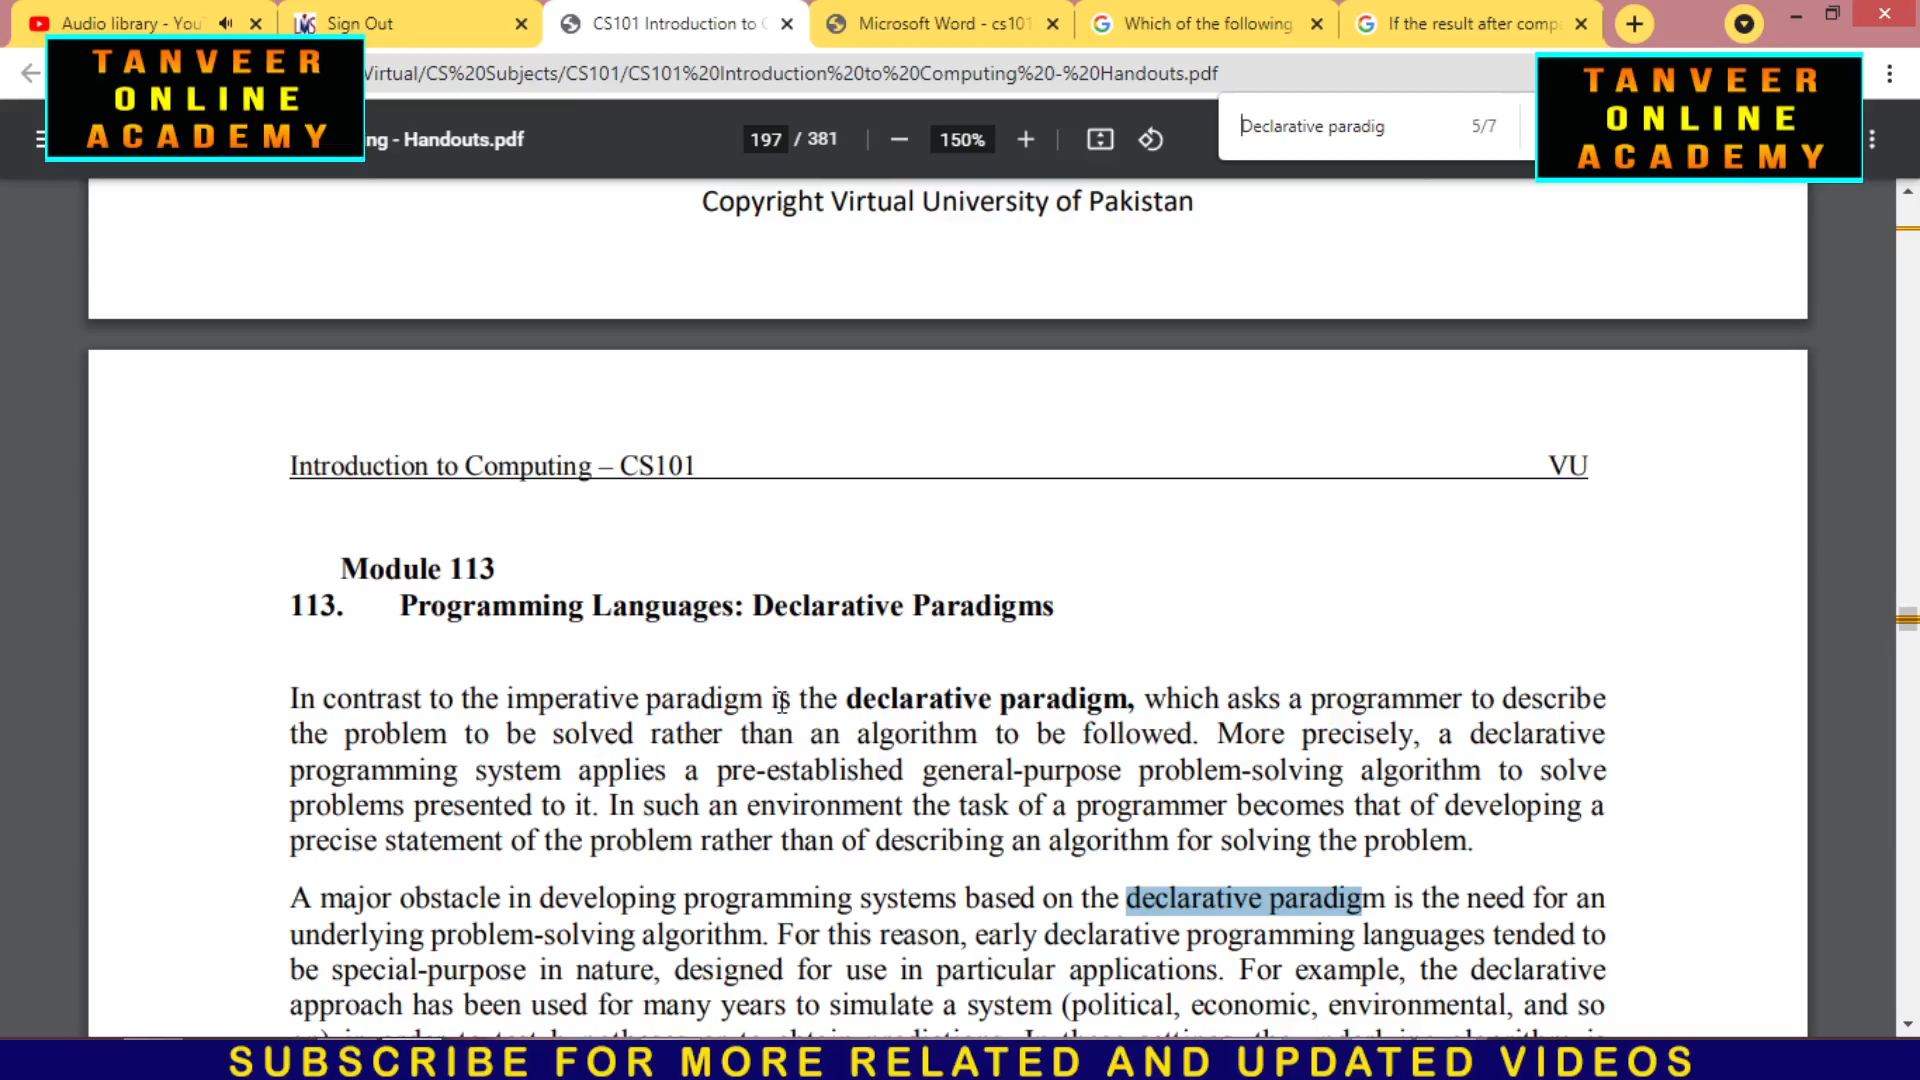 Audio library - You
Sign Out
CS101 Introduction to C
Microsoft Word - cs101
Which of the following
If the result after comp
TANVEER
ONLINE
ACADEMY
Virtual/CS%20Subjects/CS101/CS101%20Introduction%20to%20Computing%20-%20Handouts.pdf
TANVEER
ONLINE
ACADEMY
ng - Handouts.pdf
197 / 381
150%
Declarative paradig 5/7
Copyright Virtual University of Pakistan
Introduction to Computing – CS101 VU
Module 113
113. Programming Languages: Declarative Paradigms
In contrast to the imperative paradigm is the declarative paradigm, which asks a programmer to describe
the problem to be solved rather than an algorithm to be followed. More precisely, a declarative
programming system applies a pre-established general-purpose problem-solving algorithm to solve
problems presented to it. In such an environment the task of a programmer becomes that of developing a
precise statement of the problem rather than of describing an algorithm for solving the problem.
A major obstacle in developing programming systems based on the declarative paradigm is the need for an
underlying problem-solving algorithm. For this reason, early declarative programming languages tended to
be special-purpose in nature, designed for use in particular applications. For example, the declarative
approach has been used for many years to simulate a system (political, economic, environmental, and so
SUBSCRIBE FOR MORE RELATED AND UPDATED VIDEOS